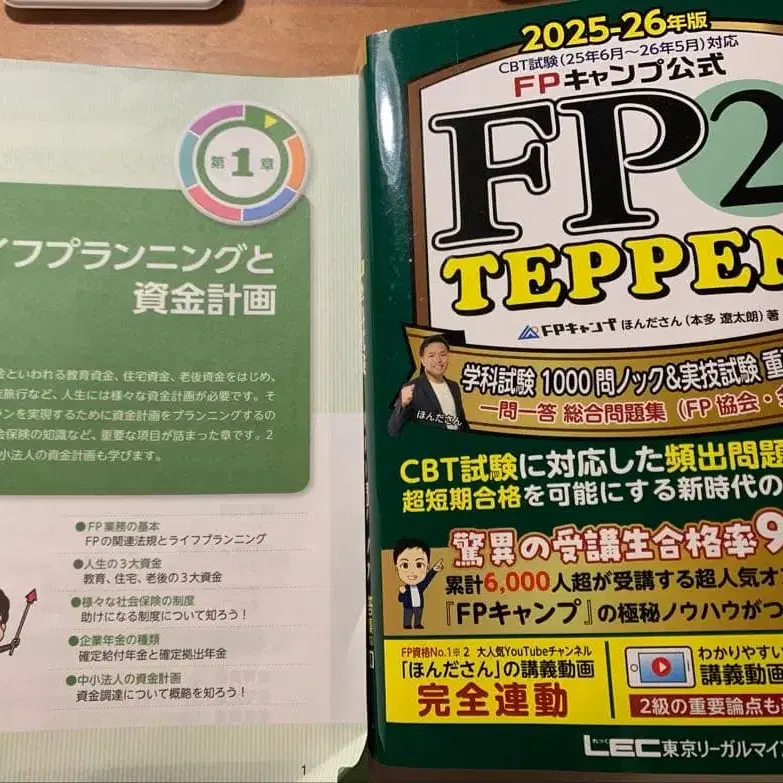 第1章
イフプランニングと
資金計画
金といわれる教育資金、住宅資金、老後資金をはじめ、
旅行など、人生には様々な資金計画が必要です。そ
ランを実現するために資金計画をプランニングするの
会保険の知識など、重要な項目が詰まった章です。2
小法人の資金計画も学びます。
●FP業務の基本
FPの関連法規とライフプランニング
●人生の3大資金
教育、住宅、老後の3大資金
●様々な社会保険の制度
助けになる制度について知ろう!
●企業年金の種類
確定給付年金と確定拠出年金
●中小法人の資金計画
資金調達について概略を知ろう!
1
2025-26年版
CBT試験(25年6月~26年5月)対応
FPキャンプ公式
FP2
TEPPEN
FPキャンプ ほんださん(本多 遼太朗)著
ほんださん
学科試験 1000問ノック&実技試験 重
一問一答 総合問題集 (FP協会・
CBT試験に対応した頻出問題
超短期合格を可能にする新時代の
驚異の受講生合格率9
累計6,000人超が受講する超人気オ
『FPキャンプ』の極秘ノウハウがつ
FP資格No.1※2 大人気YouTubeチャンネル
「ほんださん」の講義動画
完全連動
わかりやすい
講義動画
2級の重要論点も
LEC東京リーガルマイン